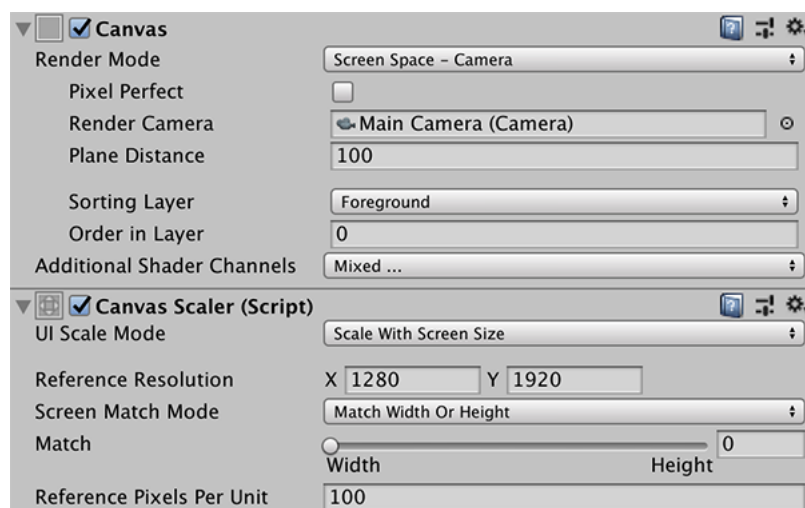 Canvas
Render Mode Screen Space - Camera
Pixel Perfect
Render Camera Main Camera (Camera)
Plane Distance 100
Sorting Layer Foreground
Order in Layer 0
Additional Shader Channels Mixed ...
Canvas Scaler (Script)
UI Scale Mode Scale With Screen Size
Reference Resolution X 1280 Y 1920
Screen Match Mode Match Width Or Height
Match 0
Width Height
Reference Pixels Per Unit 100